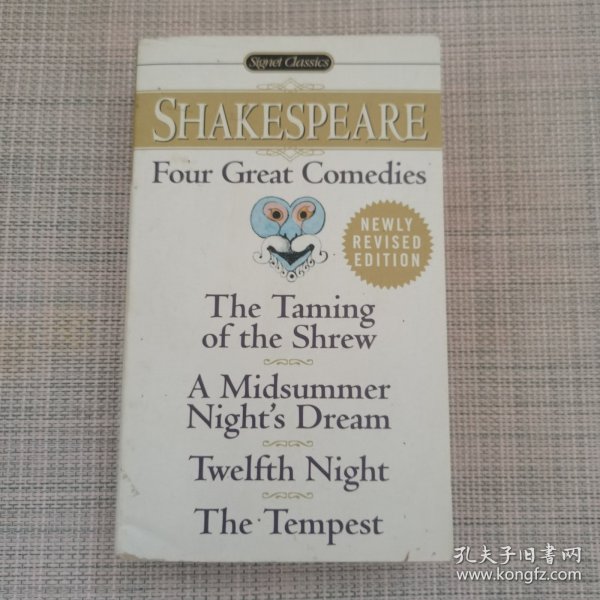 Signet Classics
SHAKESPEARE
Four Great Comedies
NEWLY
REVISED
EDITION
The Taming
of the Shrew
A Midsummer
Night's Dream
Twelfth Night
The Tempest
孔夫子旧书网
www.kongfz.com